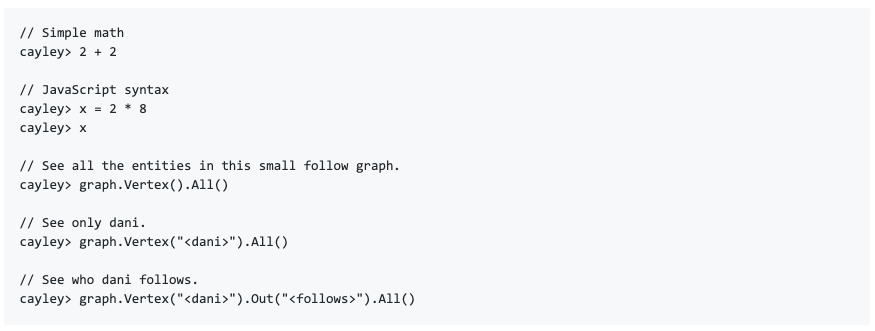 // Simple math
cayley> 2 + 2
// JavaScript syntax
cayley> x = 2 * 8
cayley> x
// See all the entities in this small follow graph.
cayley> graph.Vertex().All()
// See only dani.
cayley> graph.Vertex("<dani>").All()
// See who dani follows.
cayley> graph.Vertex("<dani>").Out("<follows>").All()